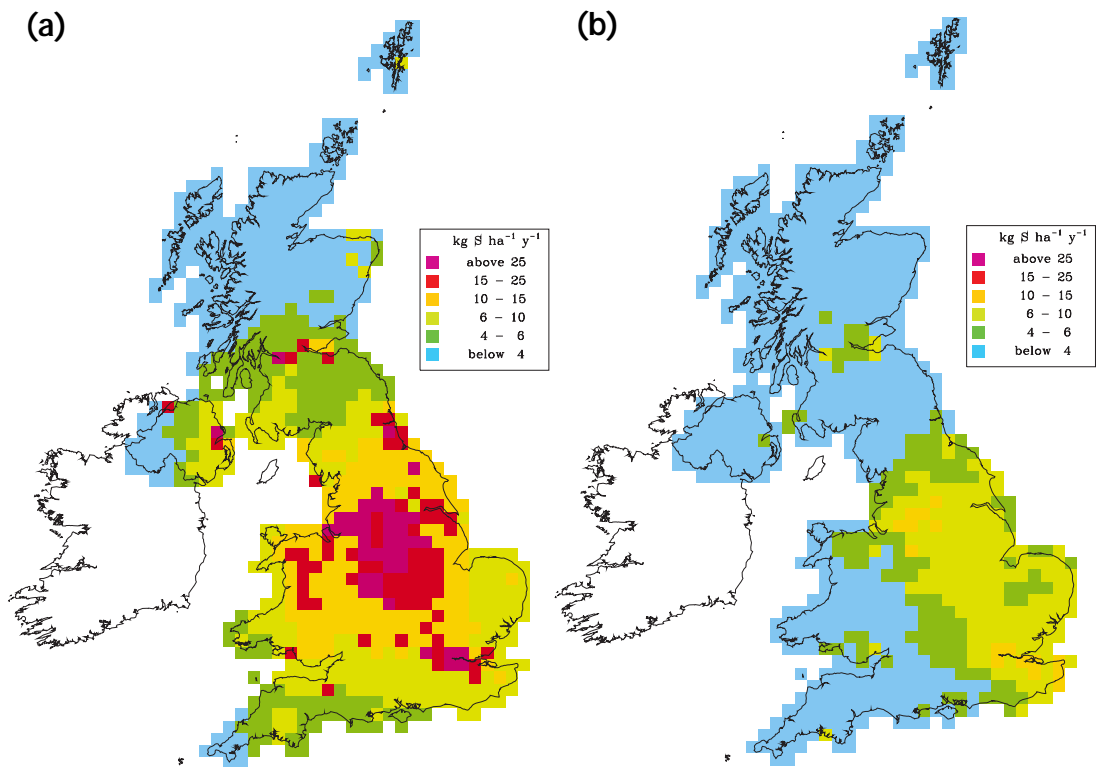 (a)
kg S ha⁻¹ y⁻¹
above 25
15 – 25
10 – 15
6 – 10
4 – 6
below 4
(b)
kg S ha⁻¹ y⁻¹
above 25
15 – 25
10 – 15
6 – 10
4 – 6
below 4